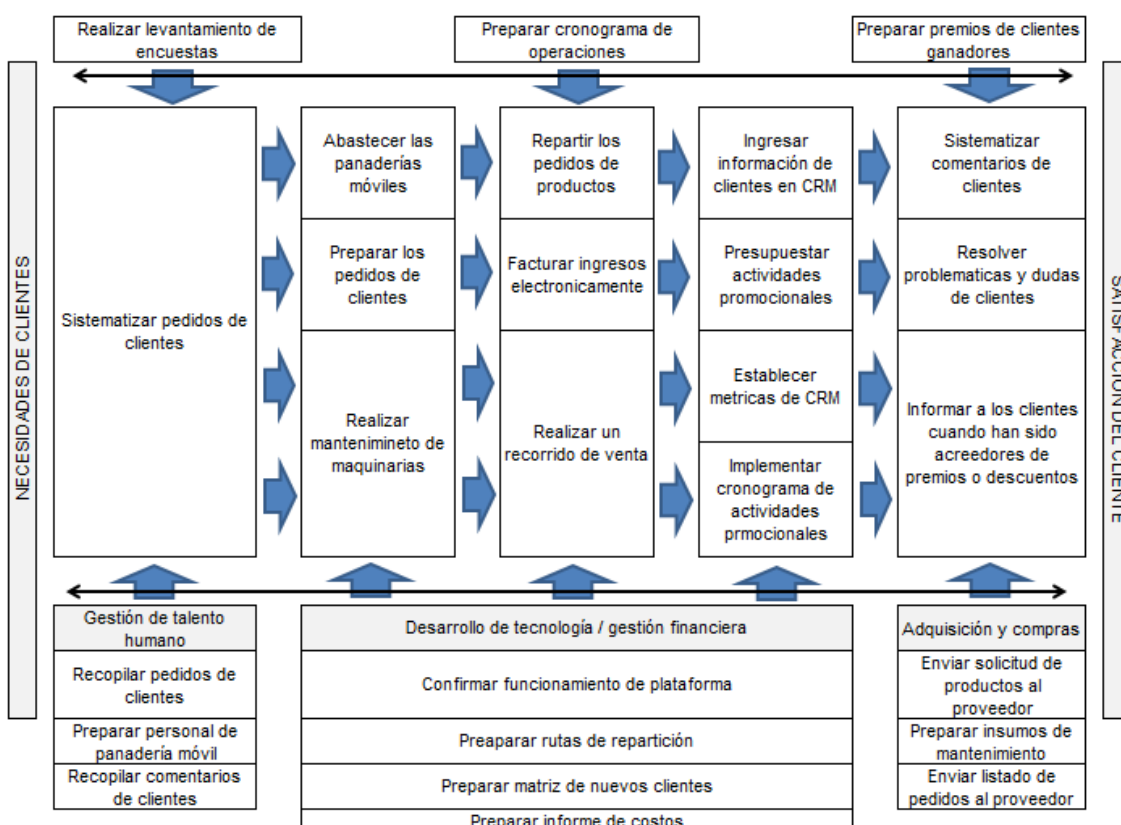 Realizar levantamiento de
encuestas
Preparar cronograma de
operaciones
Preparar premios de clientes
ganadores
NECESIDADES DE CLIENTES
Sistematizar pedidos de
clientes
Abastecer las
panaderías
móviles
Repartir los
pedidos de
productos
Ingresar
información de
clientes en CRM
Sistematizar
comentarios de
clientes
Preparar los
pedidos de
clientes
Facturar ingresos
electronicamente
Presupuestar
actividades
promocionales
Resolver
problematicas y dudas
de clientes
Realizar
mantenimineto de
maquinarias
Realizar un
recorrido de venta
Establecer
metricas de CRM
Implementar
cronograma de
actividades
prmocionales
Informar a los clientes
cuando han sido
acreedores de
premios o descuentos
SATISFACCION DEL CLIENTE
Gestión de talento
humano
Recopilar pedidos de
clientes
Preparar personal de
panadería móvil
Recopilar comentarios
de clientes
Desarrollo de tecnología / gestión financiera
Confirmar funcionamiento de plataforma
Preaparar rutas de repartición
Preparar matriz de nuevos clientes
Preparar informe de costos
Adquisición y compras
Enviar solicitud de
productos al
proveedor
Preparar insumos de
mantenimiento
Enviar listado de
pedidos al proveedor